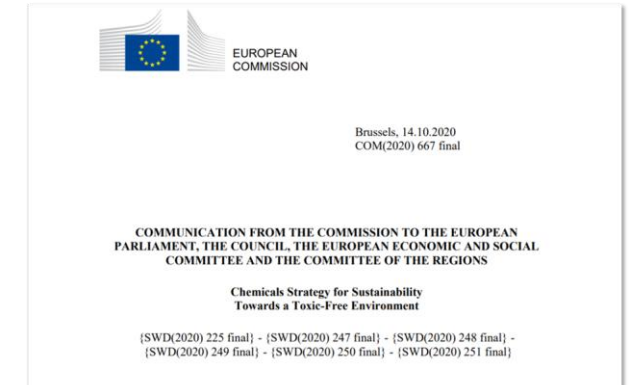 EUROPEAN
COMMISSION
Brussels, 14.10.2020
COM(2020) 667 final
COMMUNICATION FROM THE COMMISSION TO THE EUROPEAN
PARLIAMENT, THE COUNCIL, THE EUROPEAN ECONOMIC AND SOCIAL
COMMITTEE AND THE COMMITTEE OF THE REGIONS
Chemicals Strategy for Sustainability
Towards a Toxic-Free Environment
{SWD(2020) 225 final} - {SWD(2020) 247 final} - {SWD(2020) 248 final} -
{SWD(2020) 249 final} - {SWD(2020) 250 final} - {SWD(2020) 251 final}